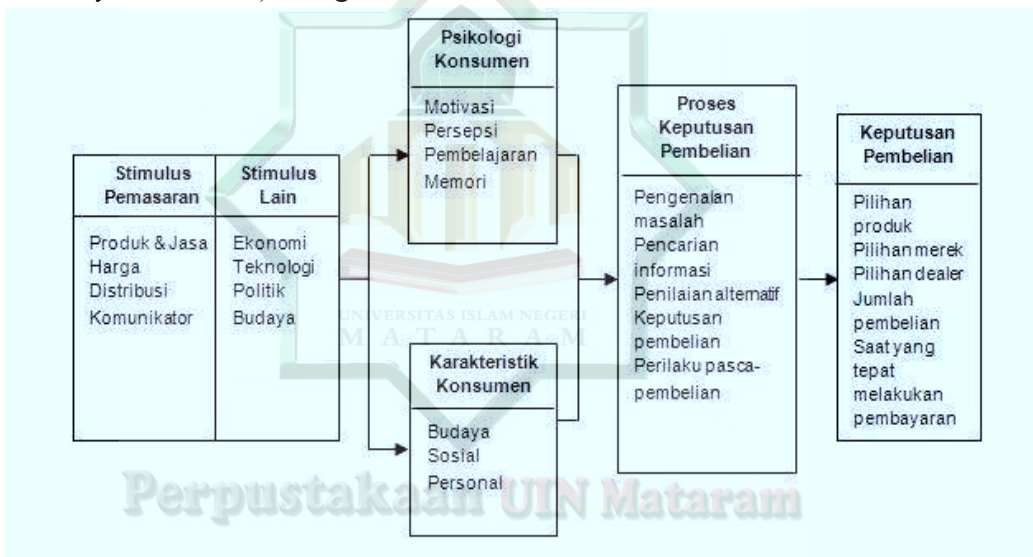 Psikologi
Konsumen
Motivasi
Persepsi
Pembelajaran
Memori
Stimulus
Pemasaran
Produk & Jasa
Harga
Distribusi
Komunikator
Stimulus
Lain
Ekonomi
Teknologi
Politik
Budaya
Karakteristik
Konsumen
Budaya
Sosial
Personal
Proses
Keputusan
Pembelian
Pengenalan
masalah
Pencarian
informasi
Penilaian alternatif
Keputusan
pembelian
Perilaku pasca-
pembelian
Keputusan
Pembelian
Pilihan
produk
Pilihan merek
Pilihan dealer
Jumlah
pembelian
Saat yang
tepat
melakukan
pembayaran
UNIVERSITAS ISLAM NEGERI
MATARAM
Perpustakaan UIN Mataram